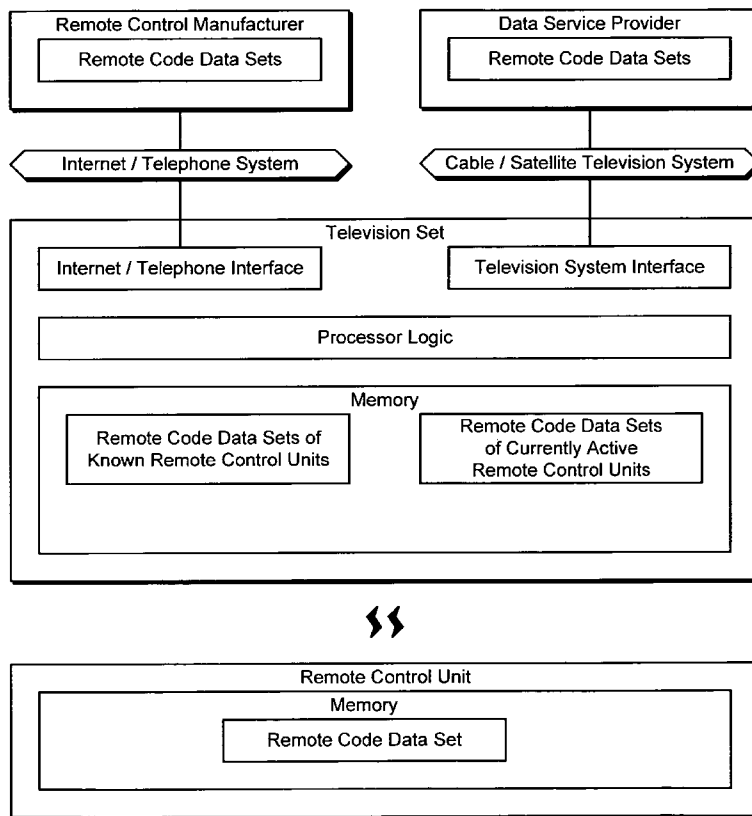 Remote Control Manufacturer
Remote Code Data Sets
Data Service Provider
Remote Code Data Sets
Internet / Telephone System
Cable / Satellite Television System
Television Set
Internet / Telephone Interface
Television System Interface
Processor Logic
Memory
Remote Code Data Sets of
Known Remote Control Units
Remote Code Data Sets
of Currently Active
Remote Control Units
Remote Control Unit
Memory
Remote Code Data Set